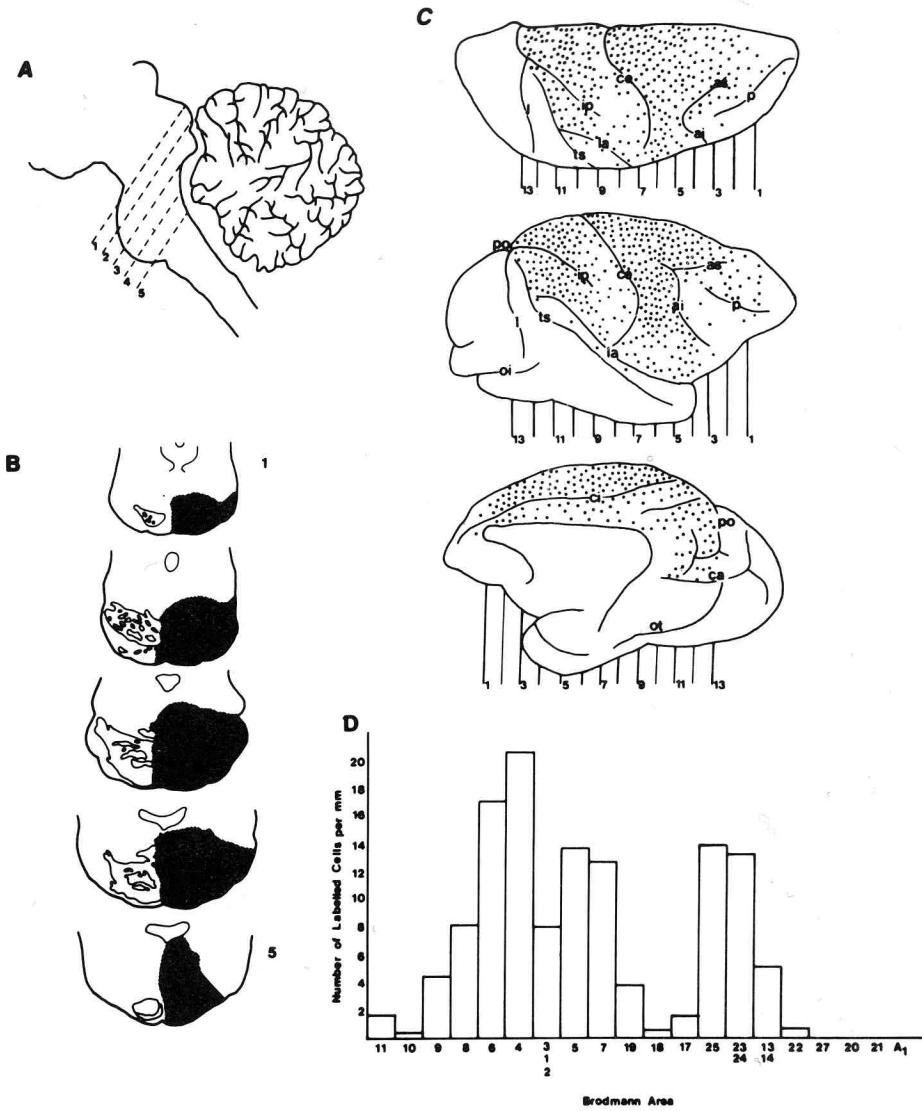 A
1
2
3
4
5
B
1
5
C
ce
as
p
ip
l
la
ai
ts
13 11 9 7 5 3 1
po
as
ip
ce
ai
p
l
ts
la
oi
13 11 9 7 5 3 1
ci
po
ca
ot
1 3 5 7 9 11 13
D
Number of Labelled Cells per mm
20
18
16
14
12
10
8
6
4
2
11 10 9 8 6 4 3 5 7 19 18 17 25 23 13 22 27 20 21 A1
1 24 14
2
Brodmann Area